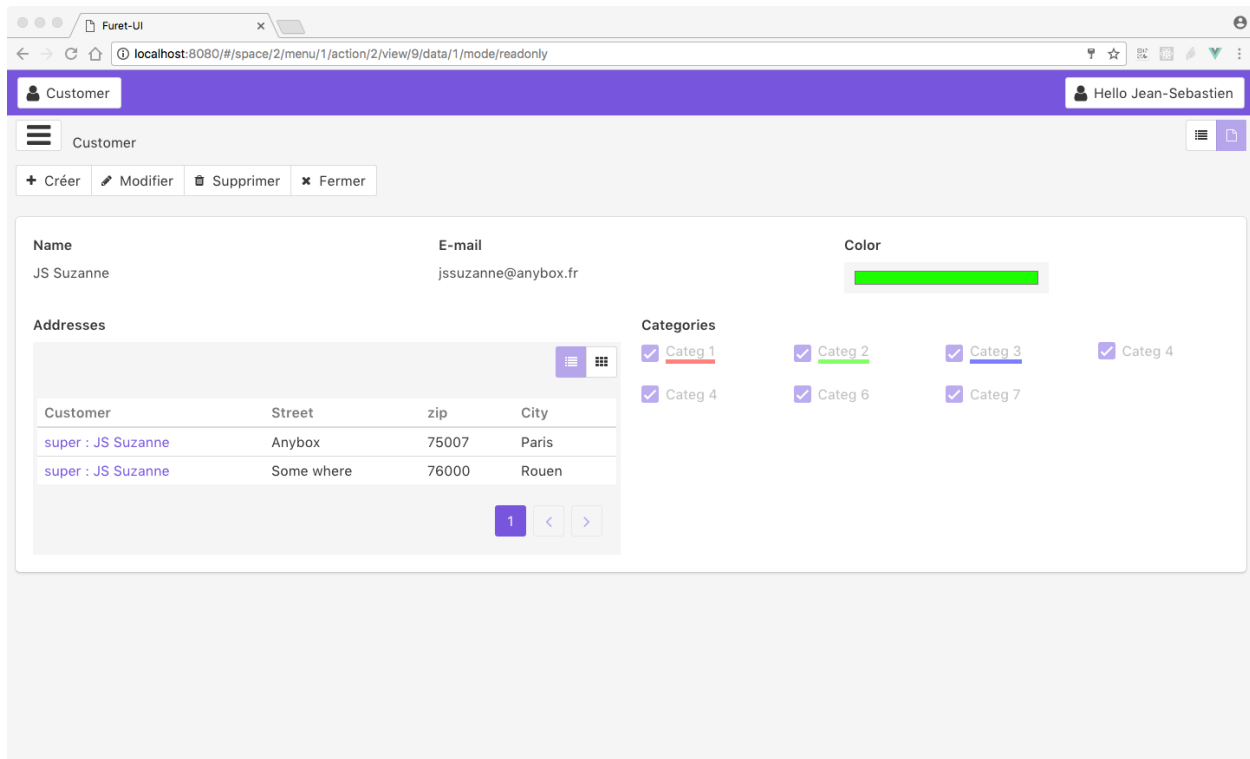 Furet-UI
localhost:8080/#/space/2/menu/1/action/2/view/9/data/1/mode/readonly
Customer
Hello Jean-Sebastien
Customer
Créer Modifier Supprimer Fermer
Name E-mail Color
JS Suzanne jssuzanne@anybox.fr
Addresses Categories
Categ 1 Categ 2 Categ 3 Categ 4
Categ 4 Categ 6 Categ 7
Customer Street zip City
super : JS Suzanne Anybox 75007 Paris
super : JS Suzanne Some where 76000 Rouen
1